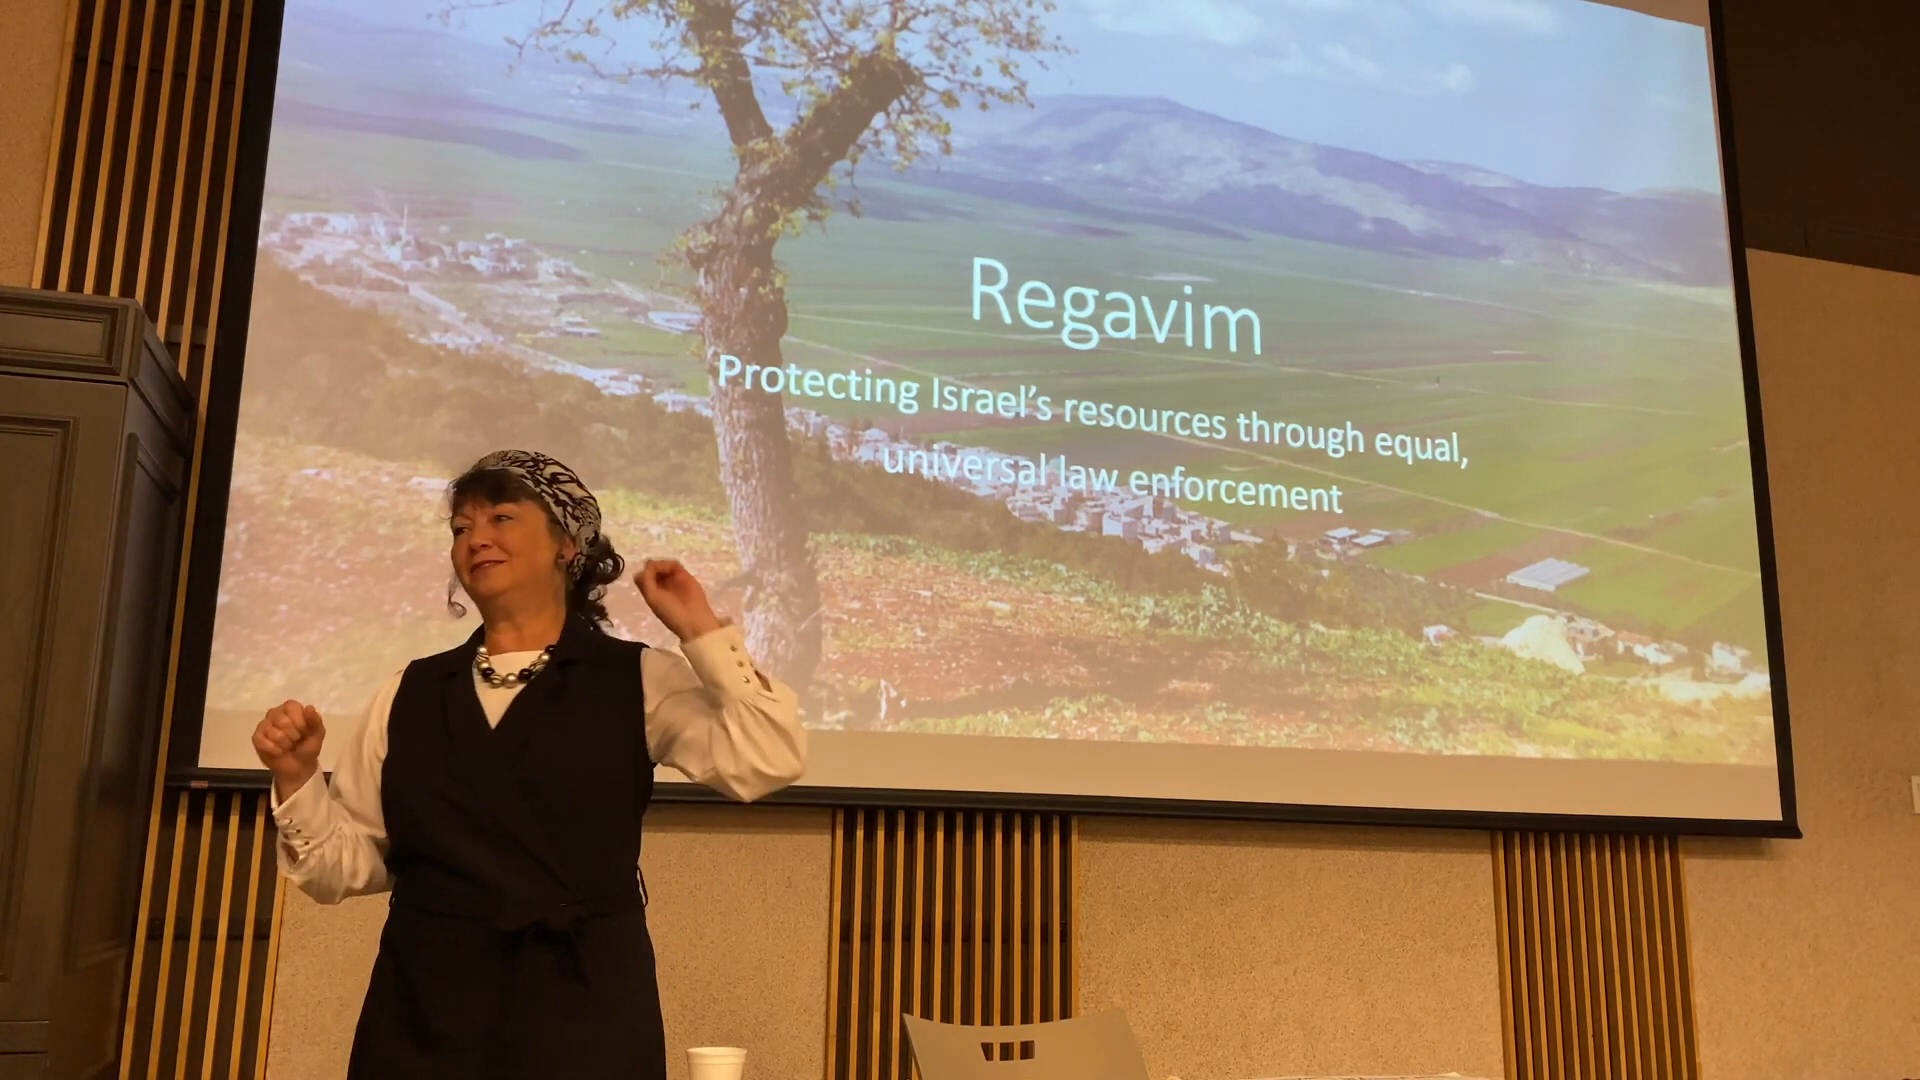 Regavim
Protecting Israel's resources through equal,
universal law enforcement